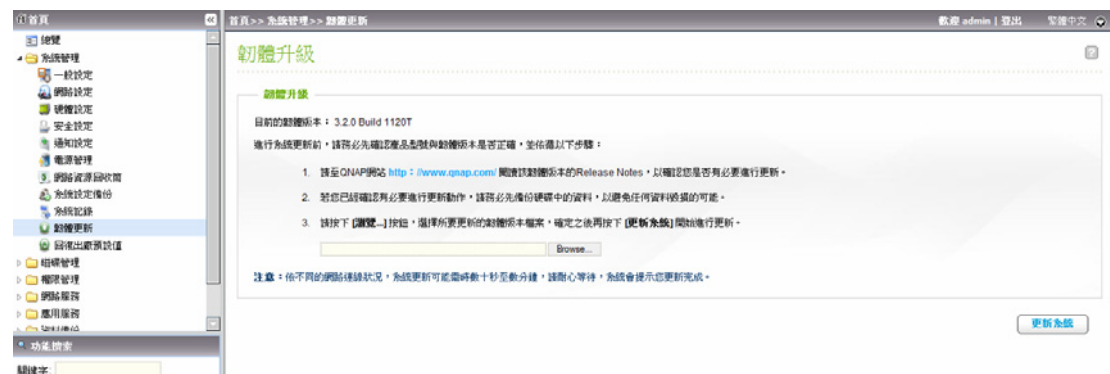 首頁
首頁>> 系統管理>> 韌體更新
歡迎 admin | 登出
繁體中文
總覽
系統管理
一般設定
網路設定
硬體設定
安全設定
通知設定
電源管理
網路資源回收筒
系統設定備份
系統記錄
韌體更新
回復出廠預設值
磁碟管理
權限管理
網路服務
應用服務
資料備份
功能搜索
關鍵字:
韌體升級
韌體升級
目前的韌體版本： 3.2.0 Build 1120T
進行系統更新前，請務必先確認產品型號與韌體版本是否正確，並依循以下步驟：
1. 請至QNAP網站 http：//www.qnap.com/ 閱讀該韌體版本的Release Notes，以確認您是否有必要進行更新。
2. 若您已經確認有必要進行更新動作，請務必先備份硬碟中的資料，以避免任何資料毀損的可能。
3. 請按下 [瀏覽...] 按鈕，選擇所要更新的韌體版本檔案，確定之後再按下 [更新系統] 開始進行更新。
Browse...
注意：依不同的網路連線狀況，系統更新可能需時數十秒至數分鐘，請耐心等待，系統會提示您更新完成。
更新系統